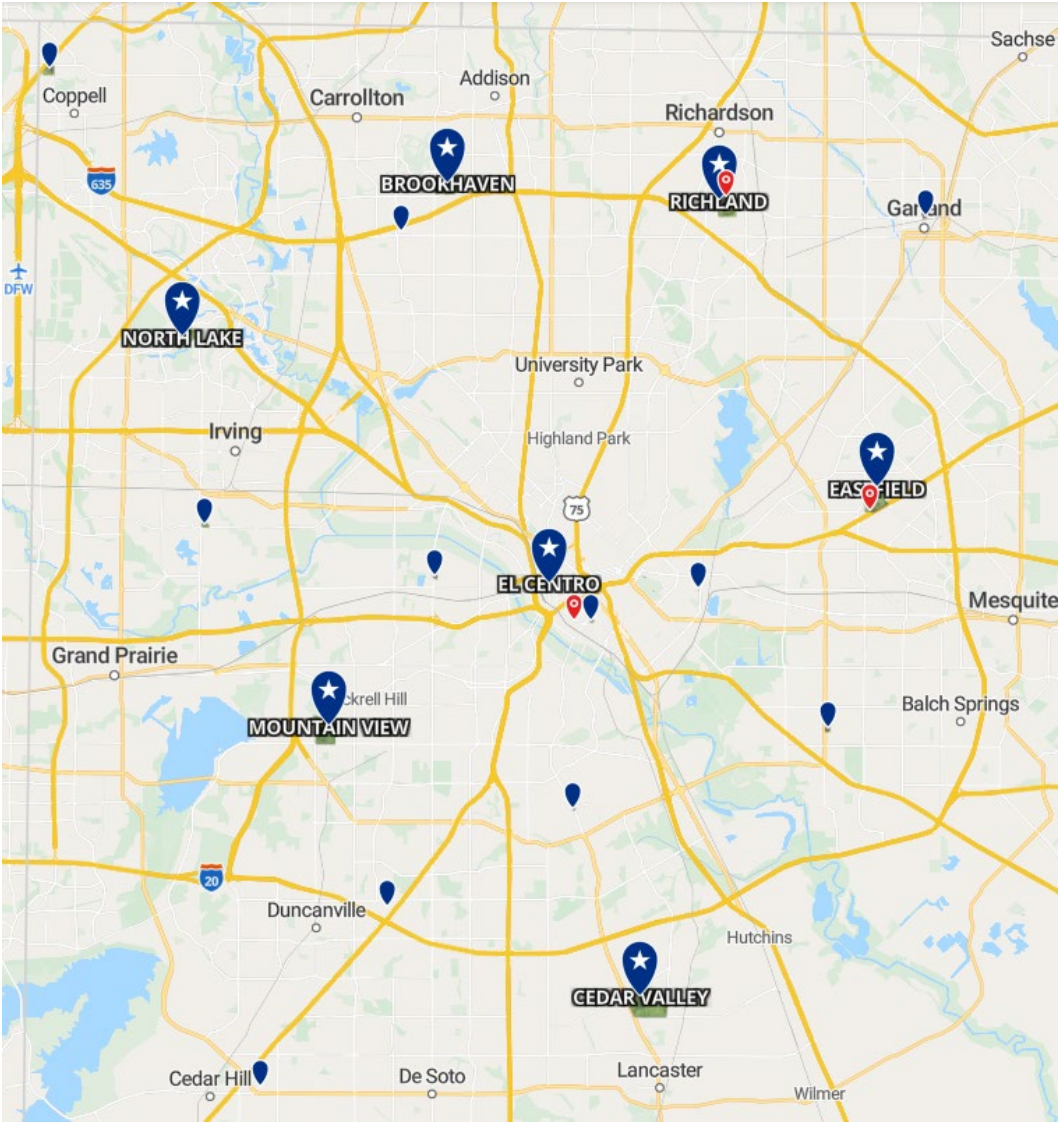 Sachse
Addison
Coppell
Carrollton
Richardson
BROOKHAVEN
635
RICHLAND
Garland
DFW
NORTH LAKE
University Park
Irving
Highland Park
EASTFIELD
75
EL CENTRO
Mesquite
Grand Prairie
ckrell Hill
Balch Springs
MOUNTAIN VIEW
20
Duncanville
Hutchins
CEDAR VALLEY
Cedar Hill
De Soto
Lancaster
Wilmer